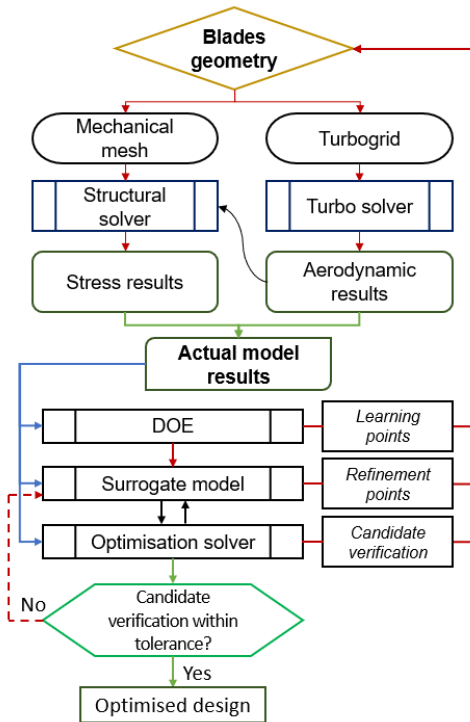 Blades
geometry
Mechanical
mesh
Turbogrid
Structural
solver
Turbo solver
Stress results
Aerodynamic
results
Actual model
results
DOE
Learning
points
Surrogate model
Refinement
points
Optimisation solver
Candidate
verification
No
Candidate
verification within
tolerance?
Yes
Optimised design